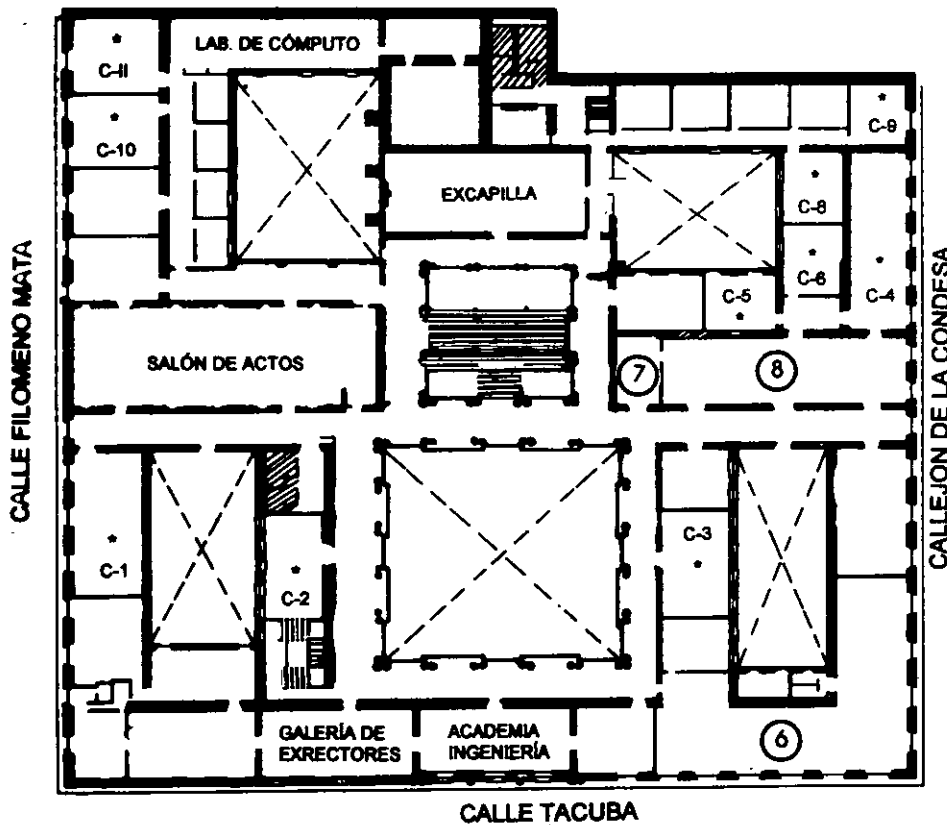 LAB. DE CÓMPUTO
* C-11
* C-10
* C-9
EXCAPILLA
* C-8
* C-6
* C-4
C-5 *
CALLE FILOMENO MATA
SALÓN DE ACTOS
7
8
CALLEJON DE LA CONDESA
* C-1
* C-2
C-3 *
GALERÍA DE
EXRECTORES
ACADEMIA
INGENIERÍA
6
CALLE TACUBA